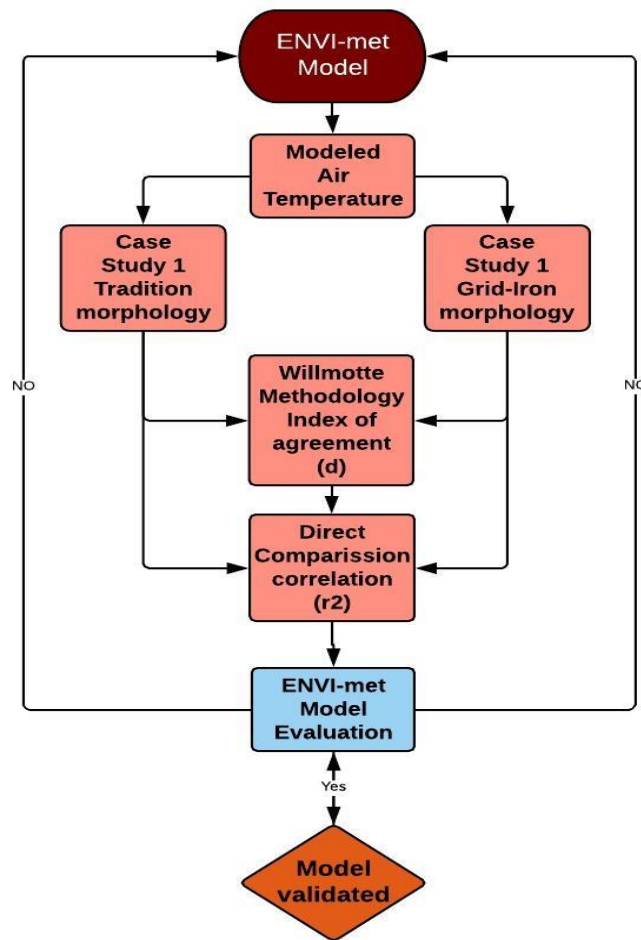 ENVI-met
Model
Modeled
Air
Temperature
Case
Study 1
Tradition
morphology
Case
Study 1
Grid-Iron
morphology
NO
NO
Willmotte
Methodology
Index of
agreement
(d)
Direct
Comparission
correlation
(r2)
ENVI-met
Model
Evaluation
Yes
Model
validated